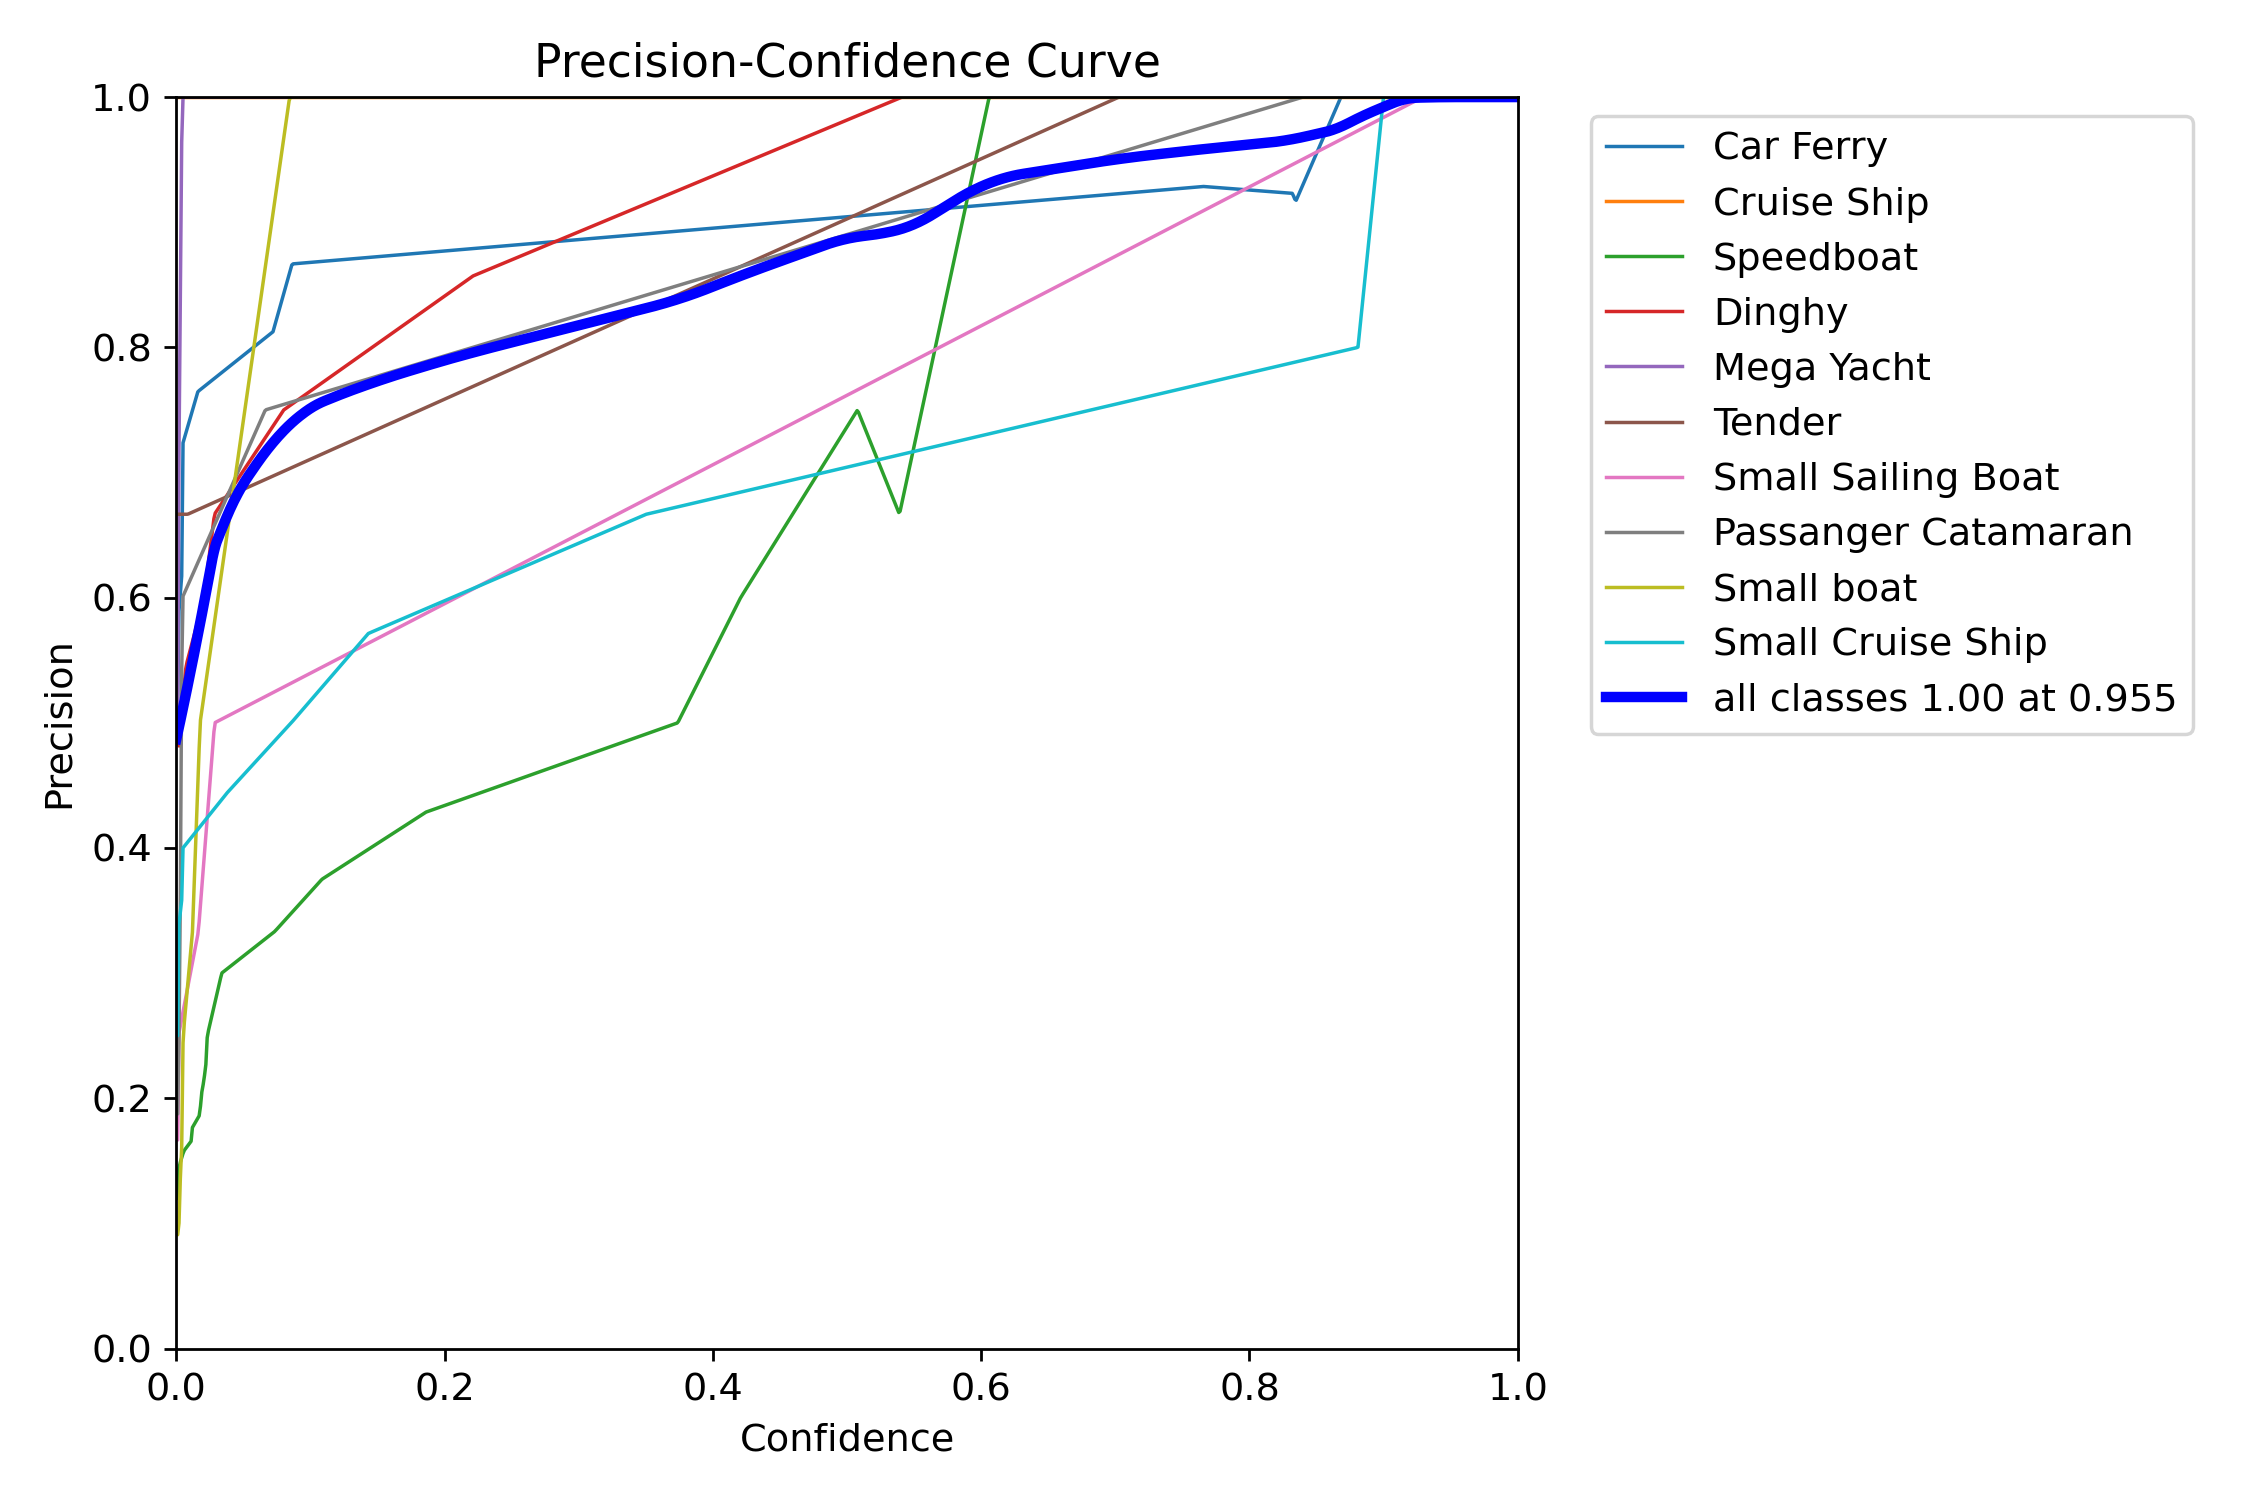 Precision-Confidence Curve
1.0
0.8
0.6
0.4
0.2
0.0
Precision
0.0 0.2 0.4 0.6 0.8 1.0
Confidence
Car Ferry
Cruise Ship
Speedboat
Dinghy
Mega Yacht
Tender
Small Sailing Boat
Passanger Catamaran
Small boat
Small Cruise Ship
all classes 1.00 at 0.955